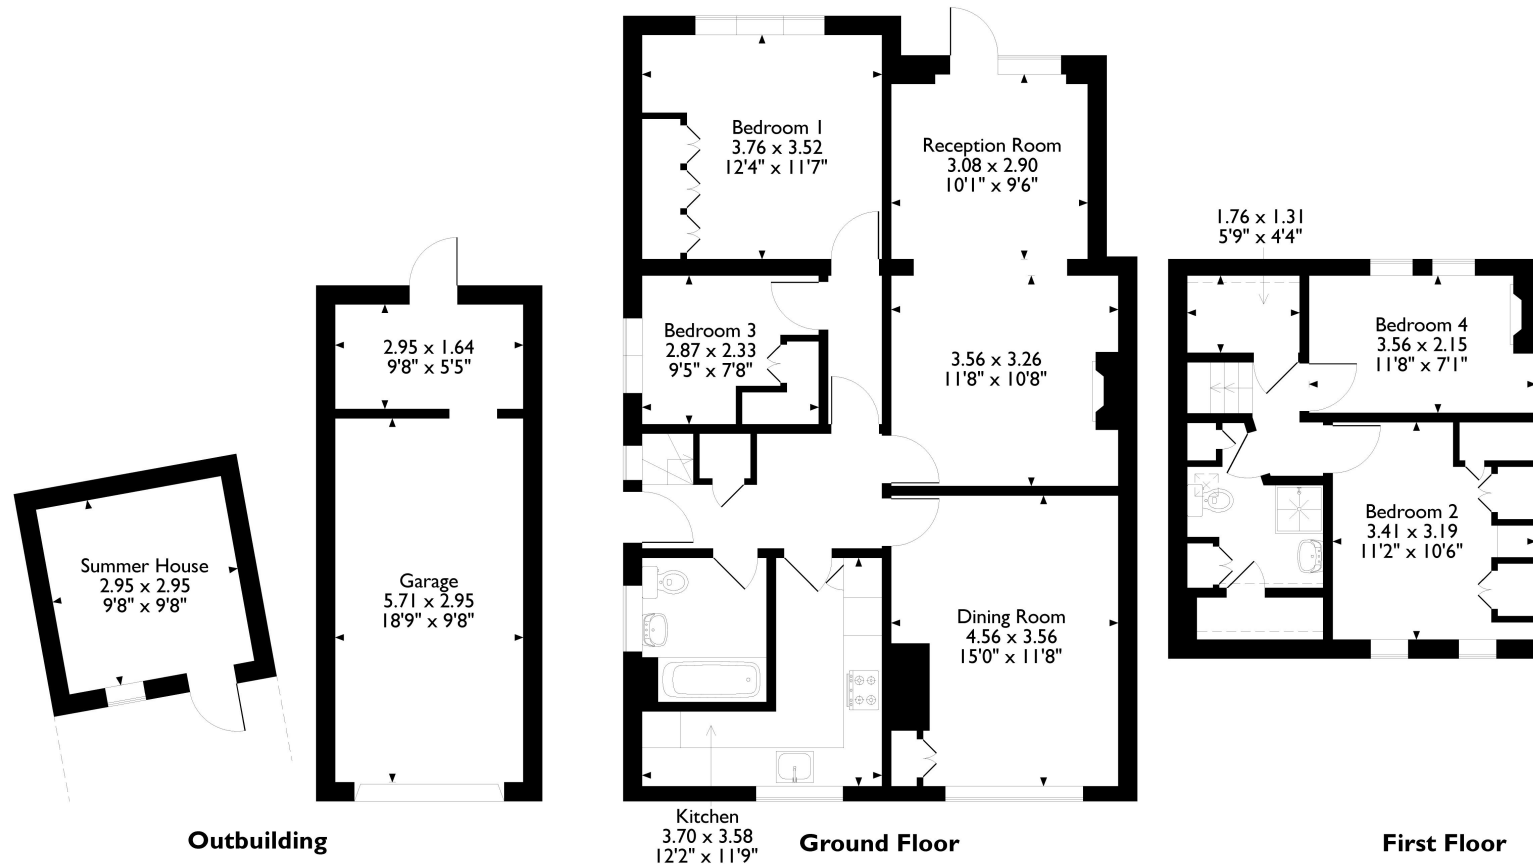 Bedroom 1
3.76 x 3.52
12'4" x 11'7"
Reception Room
3.08 x 2.90
10'1" x 9'6"
1.76 x 1.31
5'9" x 4'4"
2.95 x 1.64
9'8" x 5'5"
Bedroom 3
2.87 x 2.33
9'5" x 7'8"
3.56 x 3.26
11'8" x 10'8"
Bedroom 4
3.56 x 2.15
11'8" x 7'1"
Summer House
2.95 x 2.95
9'8" x 9'8"
Garage
5.71 x 2.95
18'9" x 9'8"
Dining Room
4.56 x 3.56
15'0" x 11'8"
Bedroom 2
3.41 x 3.19
11'2" x 10'6"
Kitchen
3.70 x 3.58
12'2" x 11'9"
Outbuilding
Ground Floor
First Floor